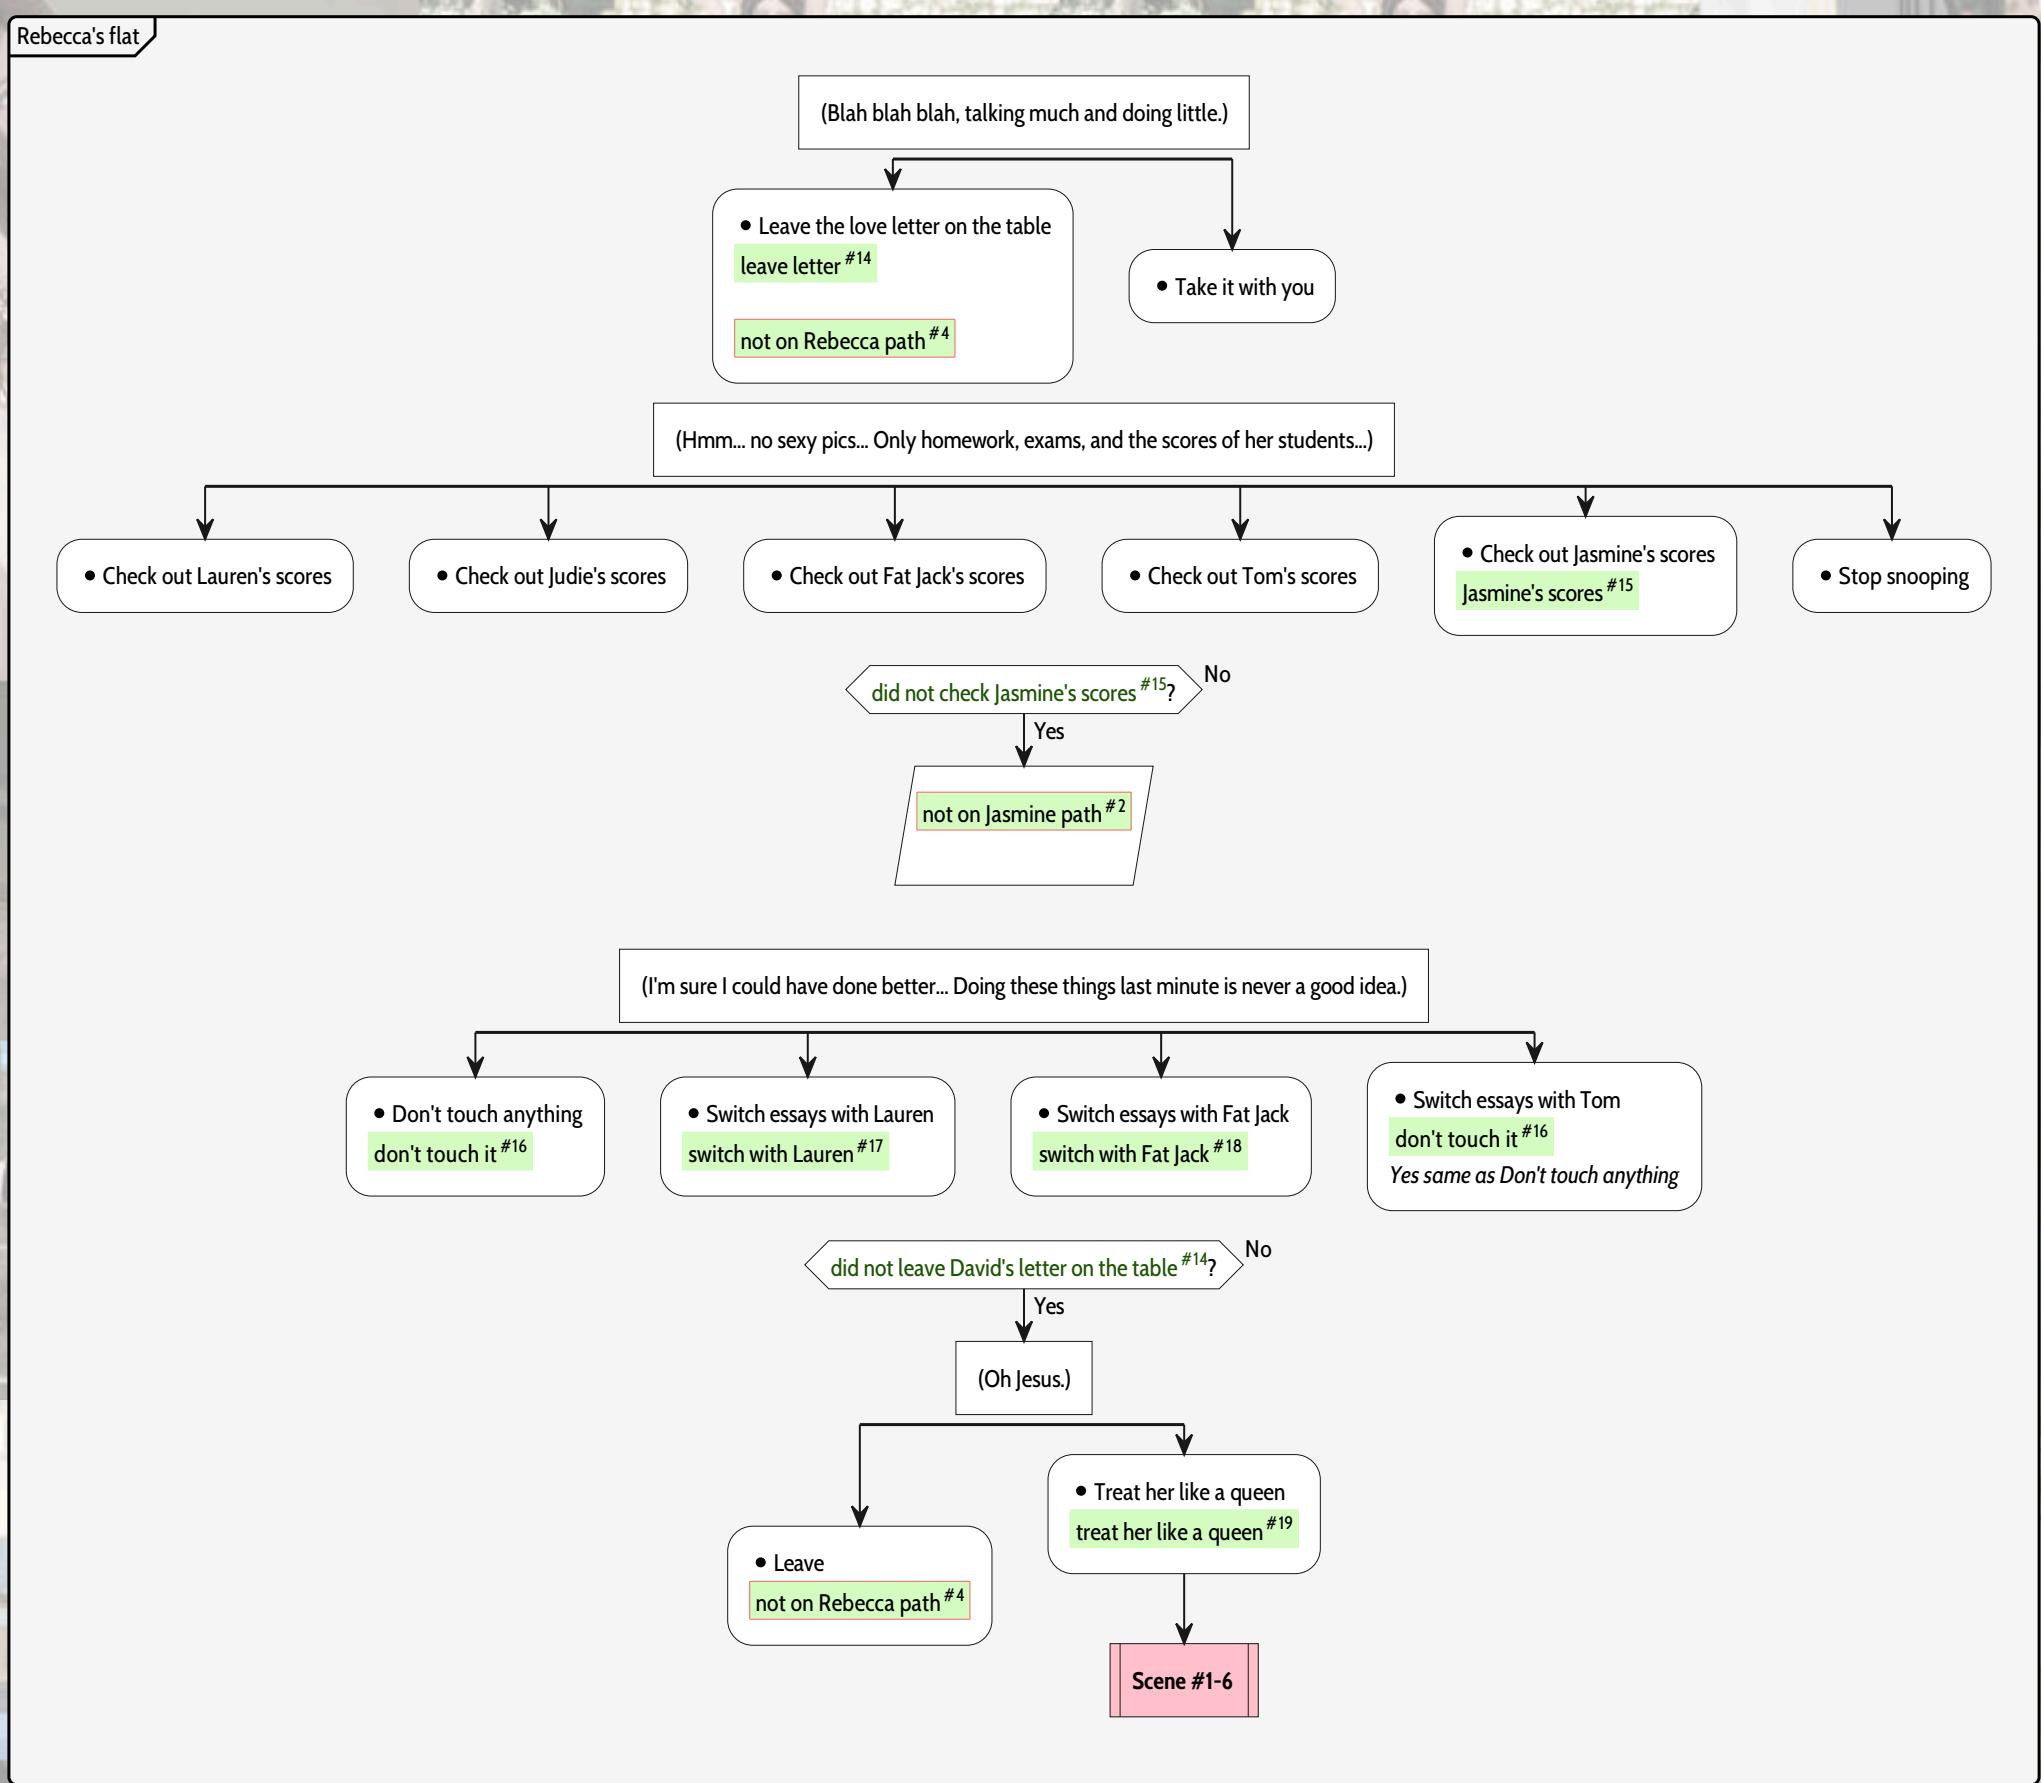 Rebecca's flat
(Blah blah blah, talking much and doing little.)
● Leave the love letter on the table
leave letter #14
not on Rebecca path #4
● Take it with you
(Hmm... no sexy pics... Only homework, exams, and the scores of her students...)
● Check out Lauren's scores
● Check out Judie's scores
● Check out Fat Jack's scores
● Check out Tom's scores
● Check out Jasmine's scores
Jasmine's scores #15
● Stop snooping
did not check Jasmine's scores #15?
No
Yes
not on Jasmine path #2
(I'm sure I could have done better... Doing these things last minute is never a good idea.)
● Don't touch anything
don't touch it #16
● Switch essays with Lauren
switch with Lauren #17
● Switch essays with Fat Jack
switch with Fat Jack #18
● Switch essays with Tom
don't touch it #16
Yes same as Don't touch anything
did not leave David's letter on the table #14?
No
Yes
(Oh Jesus.)
● Leave
not on Rebecca path #4
● Treat her like a queen
treat her like a queen #19
Scene #1-6